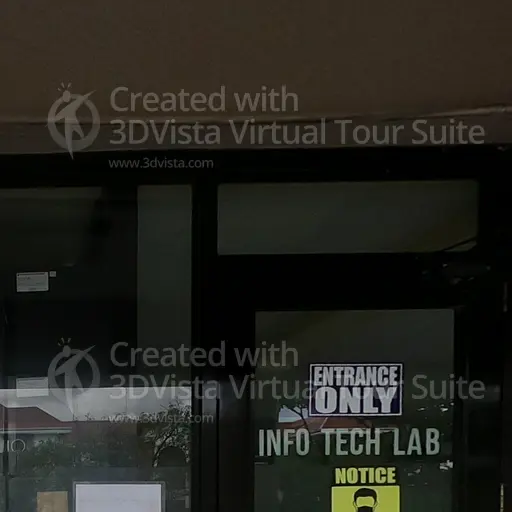 Created with
3DVista Virtual Tour Suite
www.3dvista.com
Created with
3DVista Virtual Tour Suite
www.3dvista.com
ENTRANCE
ONLY
INFO TECH LAB
NOTICE